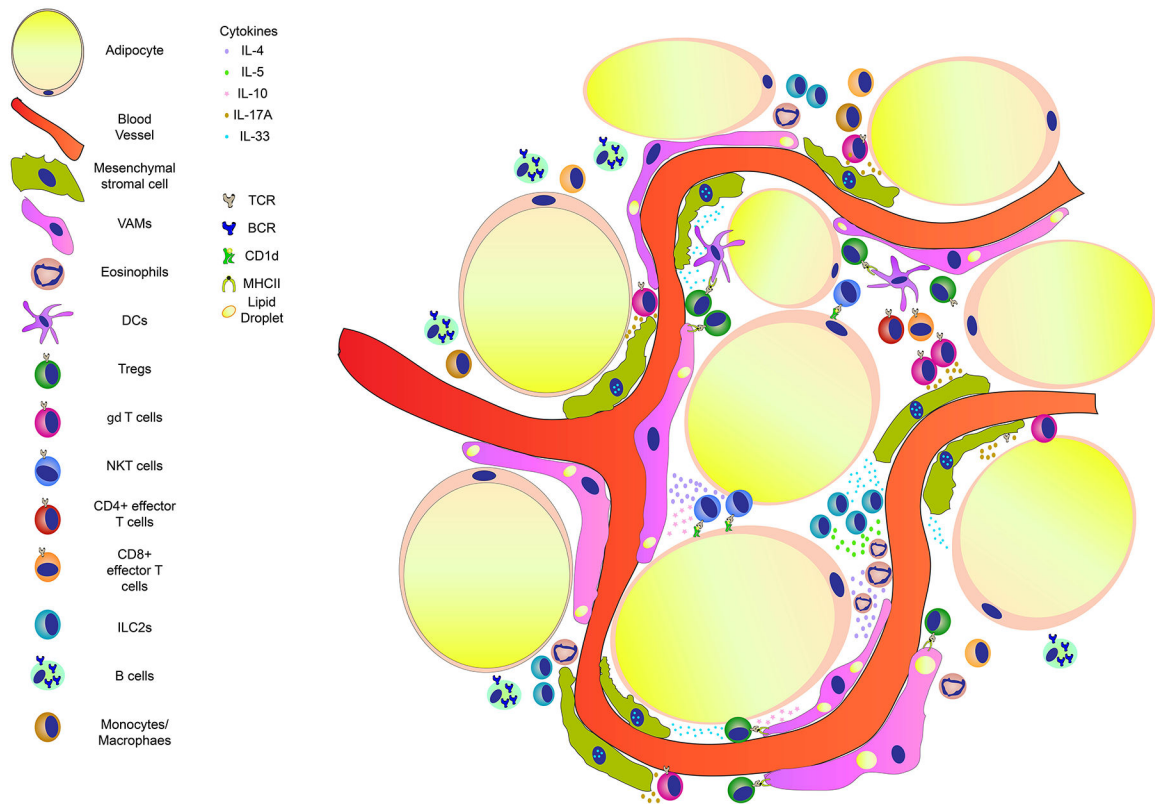 Adipocyte
Blood
Vessel
Mesenchymal
stromal cell
VAMs
Eosinophils
DCs
Tregs
gd T cells
NKT cells
CD4+ effector
T cells
CD8+
effector T
cells
ILC2s
B cells
Monocytes/
Macrophaes
Cytokines
IL-4
IL-5
IL-10
IL-17A
IL-33
TCR
BCR
CD1d
MHCII
Lipid
Droplet